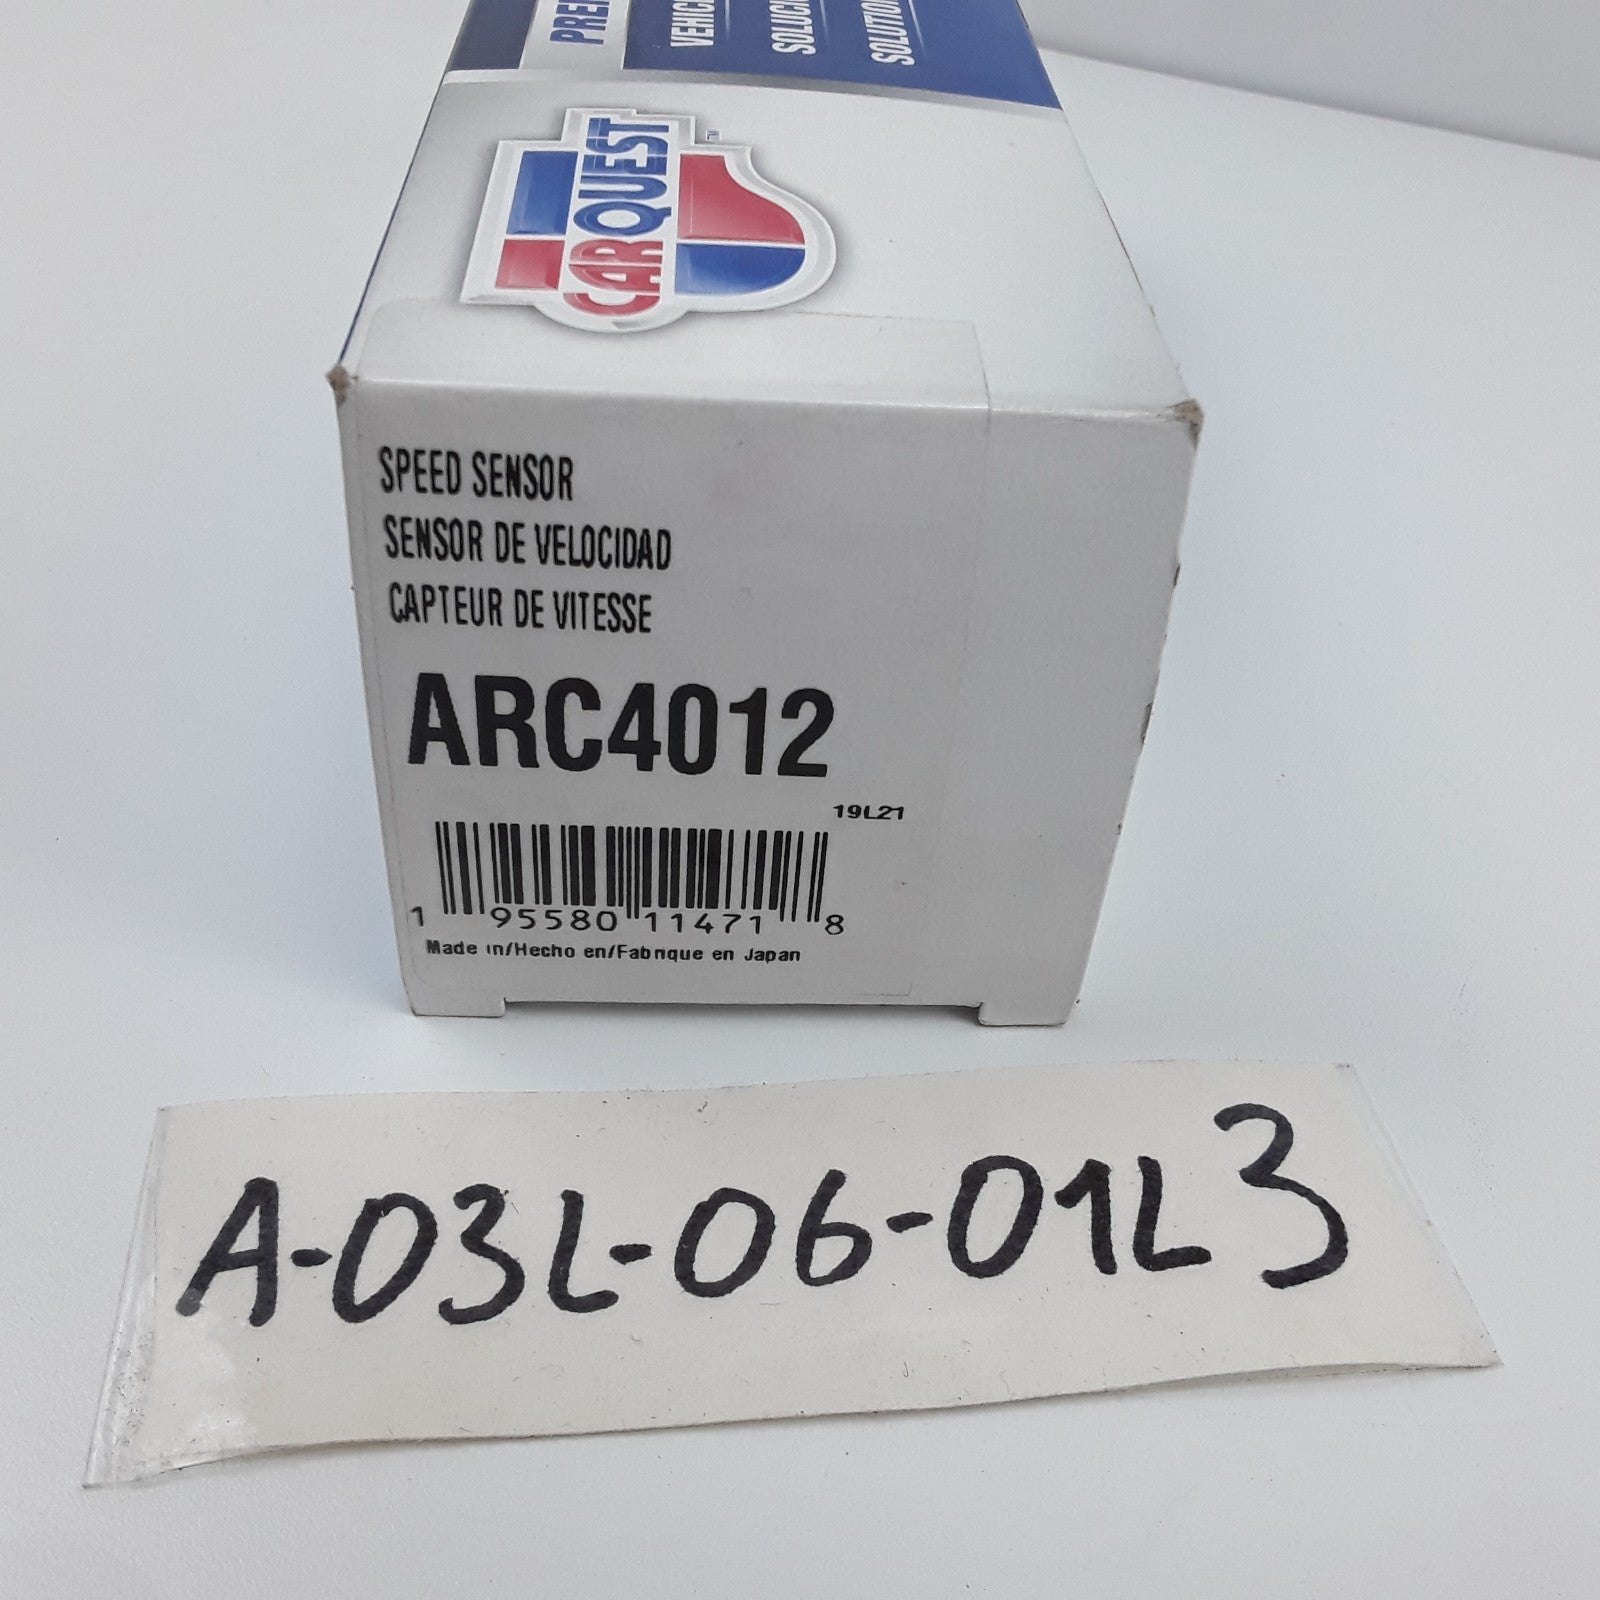 CARQUEST
SPEED SENSOR
SENSOR DE VELOCIDAD
CAPTEUR DE VITESSE
ARC4012
19L21
1 95580 11471 8
Made in/Hecho en/Fabrique en Japan
A-03L-06-01L3